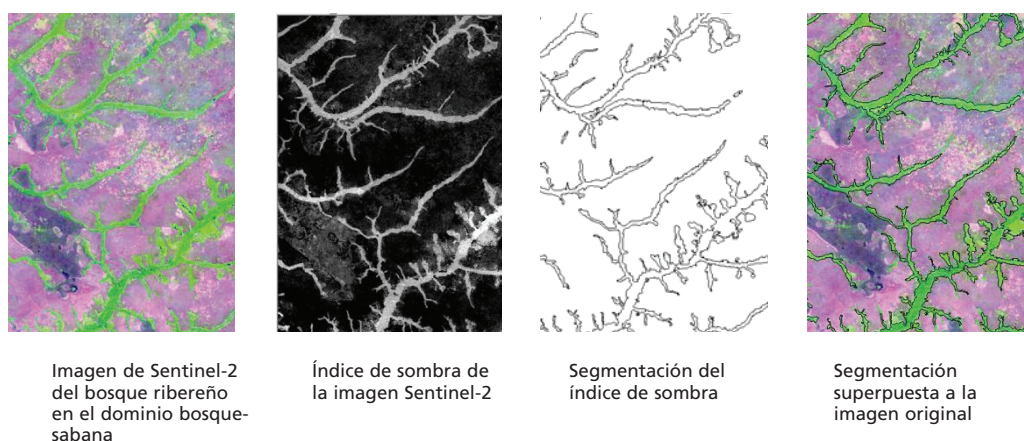 Imagen de Sentinel-2
del bosque ribereño
en el dominio bosque-
sabana
Índice de sombra de
la imagen Sentinel-2
Segmentación del
índice de sombra
Segmentación
superpuesta a la
imagen original